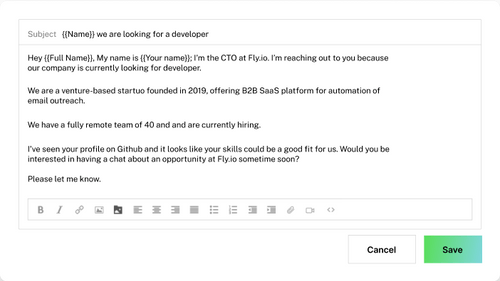 Subject {{Name}} we are looking for a developer
Hey {{Full Name}}, My name is {{Your name}}; I'm the CTO at Fly.io. I'm reaching out to you because
our company is currently looking for developer.
We are a venture-based startuo founded in 2019, offering B2B SaaS platform for automation of
email outreach.
We have a fully remote team of 40 and and are currently hiring.
I've seen your profile on Github and it looks like your skills could be a good fit for us. Would you be
interested in having a chat about an opportunity at Fly.io sometime soon?
Please let me know.
B I
Cancel Save